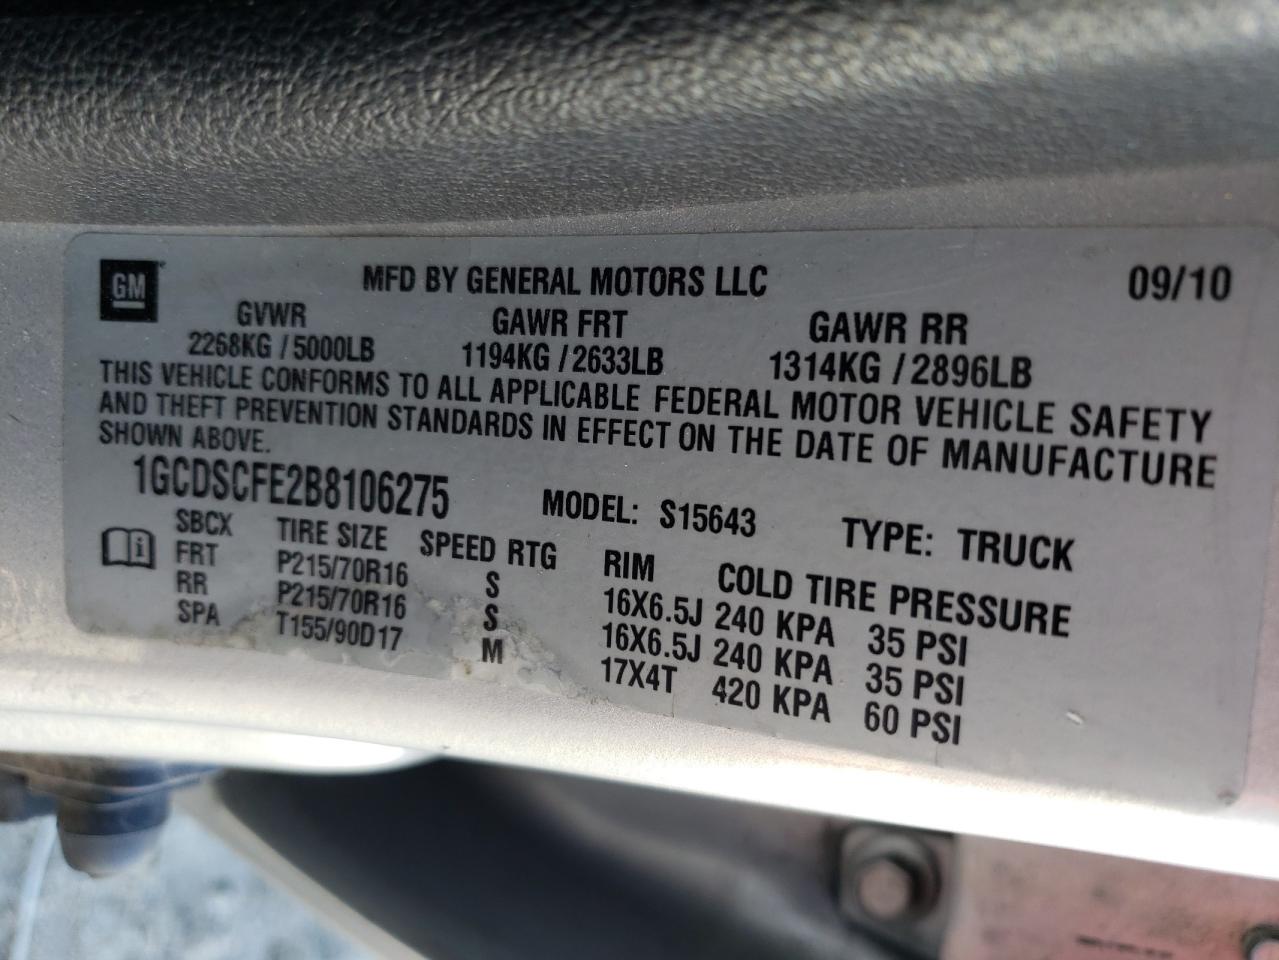 GM MFD BY GENERAL MOTORS LLC 09/10
GVWR GAWR FRT GAWR RR
2268KG / 5000LB 1194KG / 2633LB 1314KG / 2896LB
THIS VEHICLE CONFORMS TO ALL APPLICABLE FEDERAL MOTOR VEHICLE SAFETY
AND THEFT PREVENTION STANDARDS IN EFFECT ON THE DATE OF MANUFACTURE
SHOWN ABOVE.
1GCDSCFE2B8106275 MODEL: S15643 TYPE: TRUCK
SBCX TIRE SIZE SPEED RTG RIM COLD TIRE PRESSURE
FRT P215/70R16 S 16X6.5J 240 KPA 35 PSI
RR P215/70R16 S 16X6.5J 240 KPA 35 PSI
SPA T155/90D17 M 17X4T 420 KPA 60 PSI